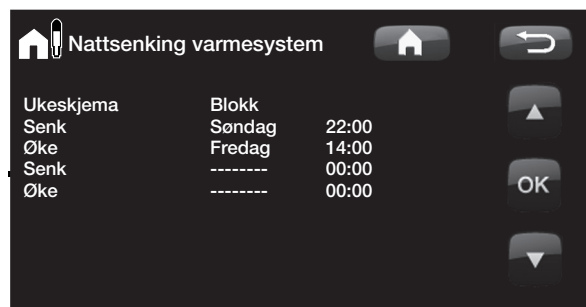 Nattsenking varmesystem
Ukeskjema Blokk
Senk Søndag 22:00
Øke Fredag 14:00
Senk -------- 00:00
Øke -------- 00:00
OK